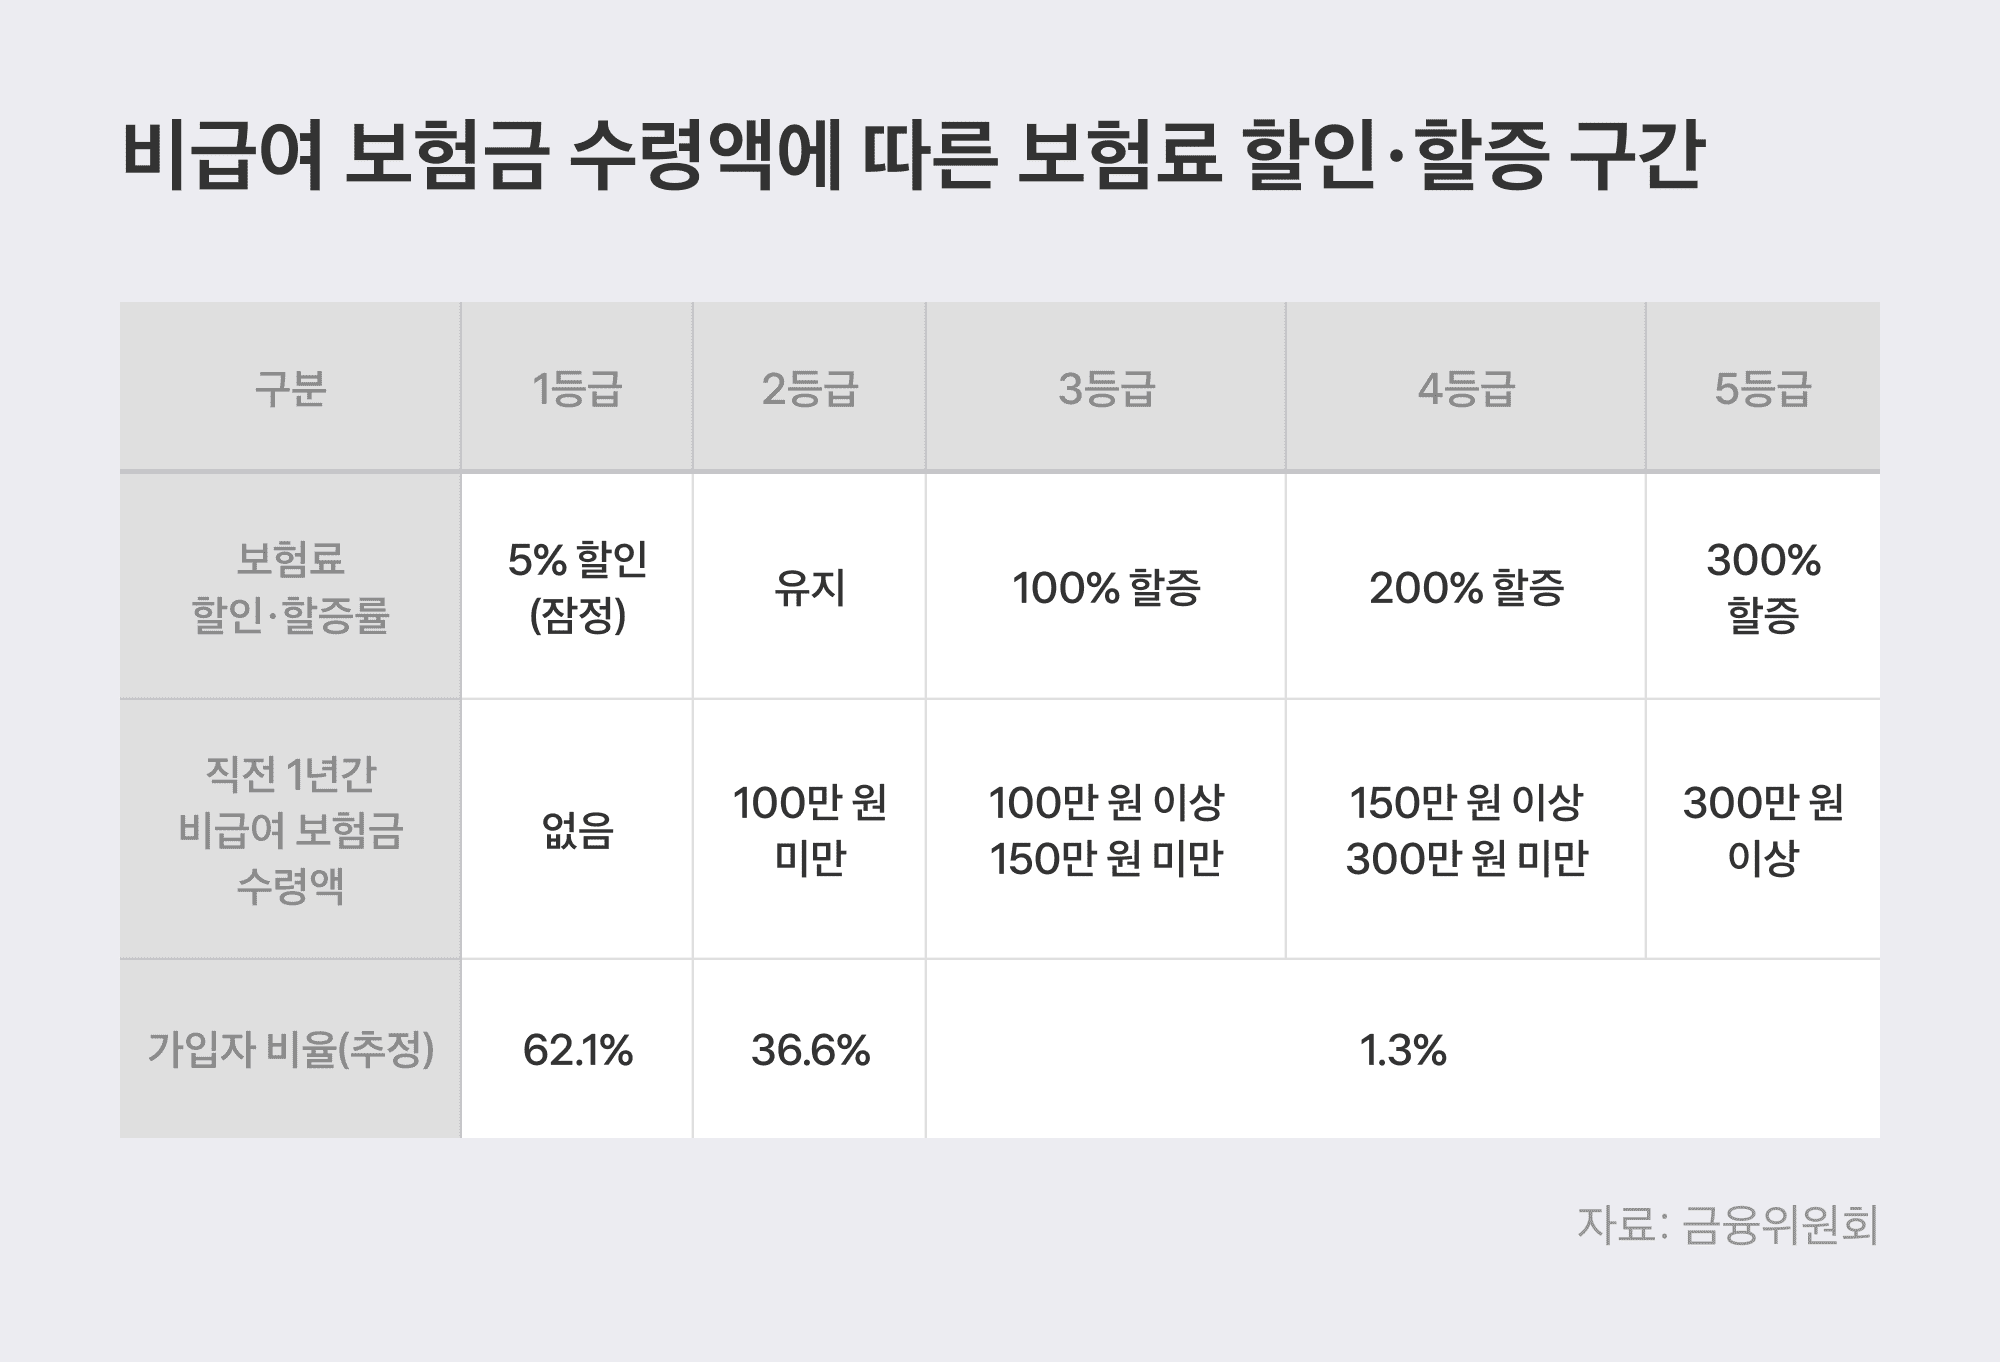 비급여 보험금 수령액에 따른 보험료 할인·할증 구간
구분 1등급 2등급 3등급 4등급 5등급
보험료
할인·할증률
5% 할인
(잠정)
유지
100% 할증
200% 할증
300%
할증
직전 1년간
비급여 보험금
수령액
없음
100만 원
미만
100만 원 이상
150만 원 미만
150만 원 이상
300만 원 미만
300만 원
이상
가입자 비율(추정) 62.1% 36.6% 1.3%
자료: 금융위원회